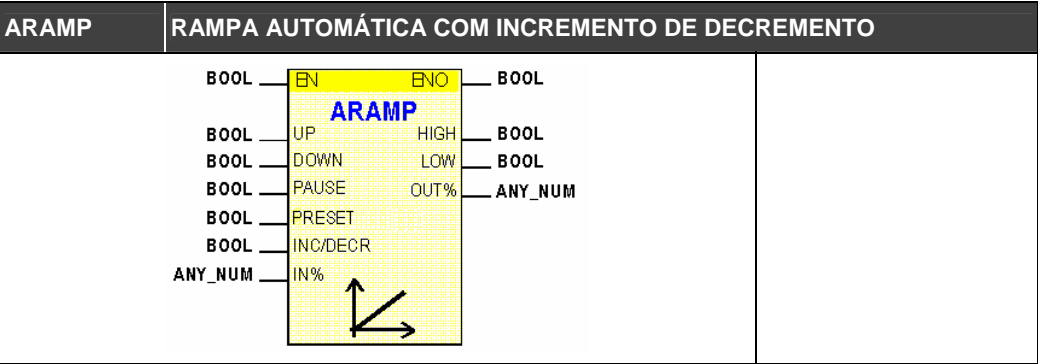 ARAMP RAMPA AUTOMÁTICA COM INCREMENTO DE DECREMENTO
BOOL EN ENO BOOL
ARAMP
BOOL UP HIGH BOOL
BOOL DOWN LOW BOOL
BOOL PAUSE OUT% ANY_NUM
BOOL PRESET
BOOL INC/DECR
ANY_NUM IN%